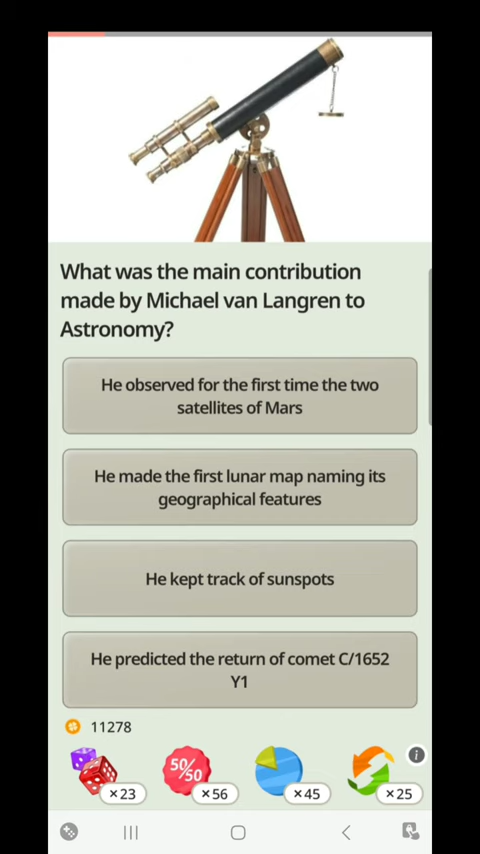 What was the main contribution
made by Michael van Langren to
Astronomy?
He observed for the first time the two
satellites of Mars
He made the first lunar map naming its
geographical features
He kept track of sunspots
He predicted the return of comet C/1652
Y1
11278
i
50/50
×23
×56
×45
×25